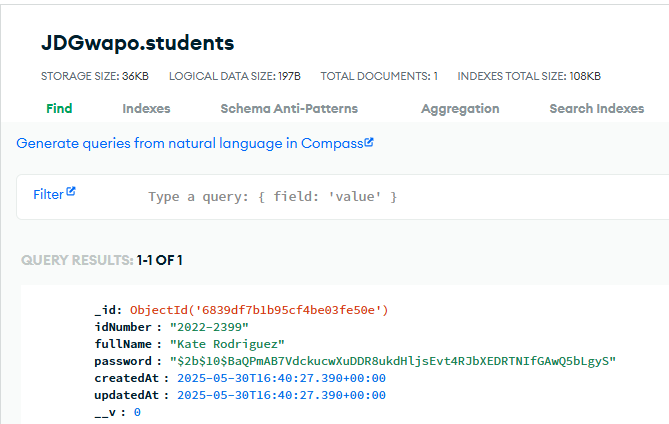 JDGwapo.students
STORAGE SIZE: 36KB LOGICAL DATA SIZE: 197B TOTAL DOCUMENTS: 1 INDEXES TOTAL SIZE: 108KB
Find Indexes Schema Anti-Patterns Aggregation Search Indexes
Generate queries from natural language in Compass
Filter Type a query: { field: 'value' }
QUERY RESULTS: 1-1 OF 1
_id: ObjectId('6839df7b1b95cf4be03fe50e')
idNumber : "2022-2399"
fullName : "Kate Rodriguez"
password : "$2b$10$BaQPmAB7VdckucwXuDDR8ukdHljsEvt4RJbXEDRTNIfGAwQ5bLgyS"
createdAt : 2025-05-30T16:40:27.390+00:00
updatedAt : 2025-05-30T16:40:27.390+00:00
__v : 0